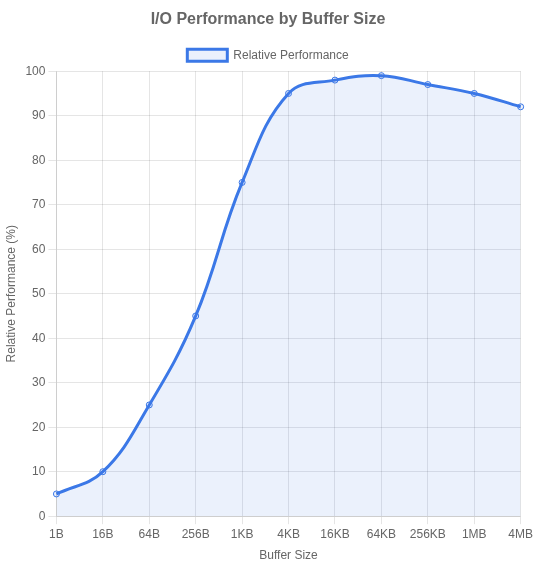 I/O Performance by Buffer Size
Relative Performance
100
90
80
70
60
50
40
30
20
10
0
Relative Performance (%)
1B 16B 64B 256B 1KB 4KB 16KB 64KB 256KB 1MB 4MB
Buffer Size